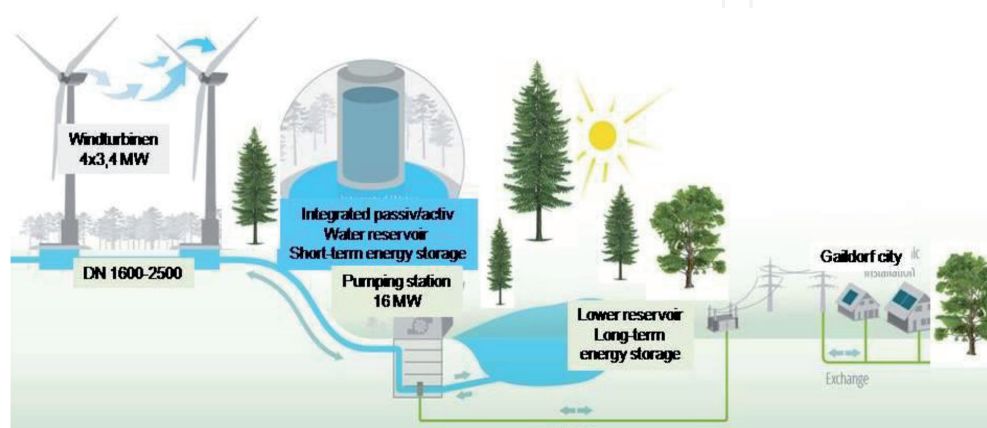 Windturbinen
4x3,4 MW
Integrated passiv/activ
Water reservoir
Short-term energy storage
DN 1600-2500
Pumping station
16 MW
Lower reservoir
Long-term
energy storage
Gaildorf city
Exchange